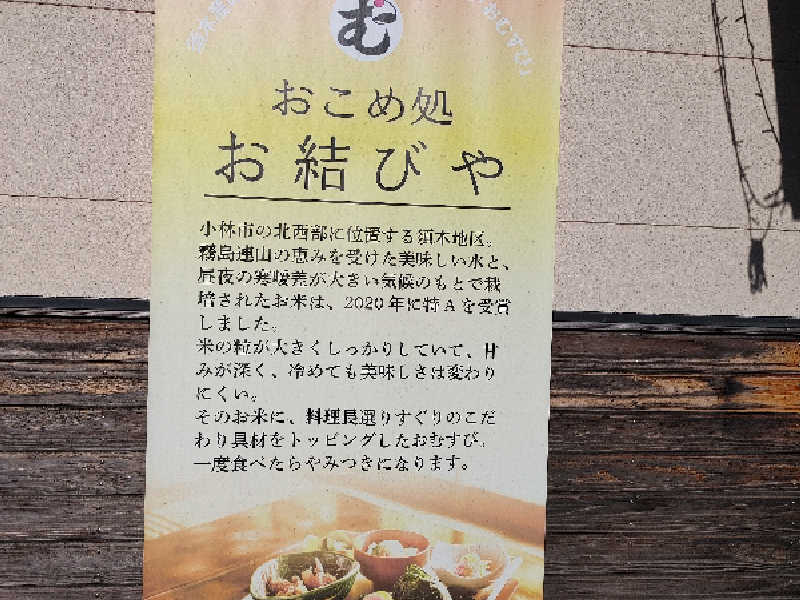 む
おこめ処
お結びや
小林市の北西部に位置する須木地区。
霧島連山の恵みを受けた美味しい水と、
昼夜の寒暖差が大きい気候のもとで栽
培されたお米は、2020年に特Aを受賞
しました。
米の粒が大きくしっかりしていて、甘
みが深く、冷めても美味しさは変わり
にくい。
そのお米に、料理長選りすぐりのこだ
わり具材をトッピングしたおむすび。
一度食べたらやみつきになります。